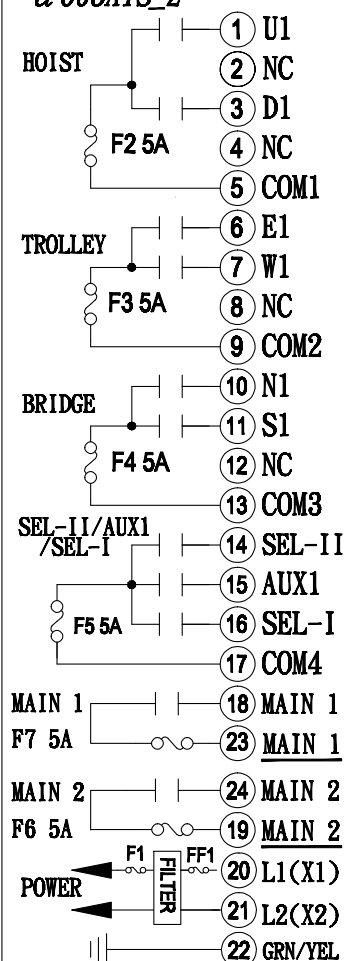 ① U1
HOIST
② NC
③ D1
F2 5A
④ NC
⑤ COM1
⑥ E1
TROLLEY
⑦ W1
F3 5A
⑧ NC
⑨ COM2
⑩ N1
BRIDGE
⑪ S1
F4 5A
⑫ NC
⑬ COM3
SEL-II/AUX1
/SEL-I
⑭ SEL-II
⑮ AUX1
F5 5A
⑯ SEL-I
⑰ COM4
MAIN 1 ⑱ MAIN 1
F7 5A ㉓ MAIN 1
MAIN 2 ㉔ MAIN 2
F6 5A ⑲ MAIN 2
F1 FILTER FF1 ⑳ L1(X1)
POWER
㉑ L2(X2)
㉒ GRN/YEL